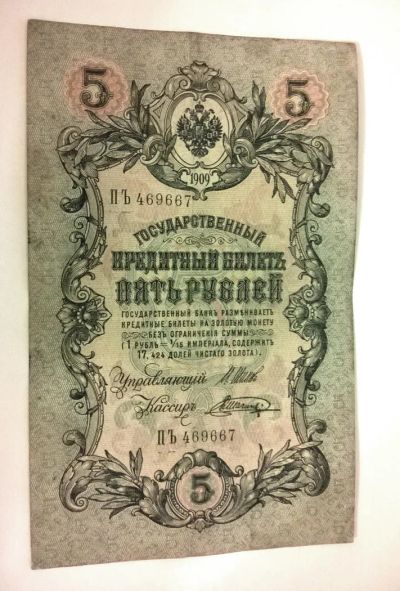 5 5
1909
ПЪ 469667
ГОСУДАРСТВЕННЫЙ
КРЕДИТНЫЙ БИЛЕТЪ
ПЯТЬ РУБЛЕЙ
ГОСУДАРСТВЕННЫЙ БАНКЪ РАЗМѢНИВАЕТЪ
КРЕДИТНЫЕ БИЛЕТЫ НА ЗОЛОТУЮ МОНЕТУ
БЕЗЪ ОГРАНИЧЕНІЯ СУММЫ
(1 РУБЛЬ = 1/15 ИМПЕРІАЛА, СОДЕРЖИТЪ
17,424 ДОЛЕЙ ЧИСТАГО ЗОЛОТА).
Управляющій
Кассиръ
ПЪ 469667
5